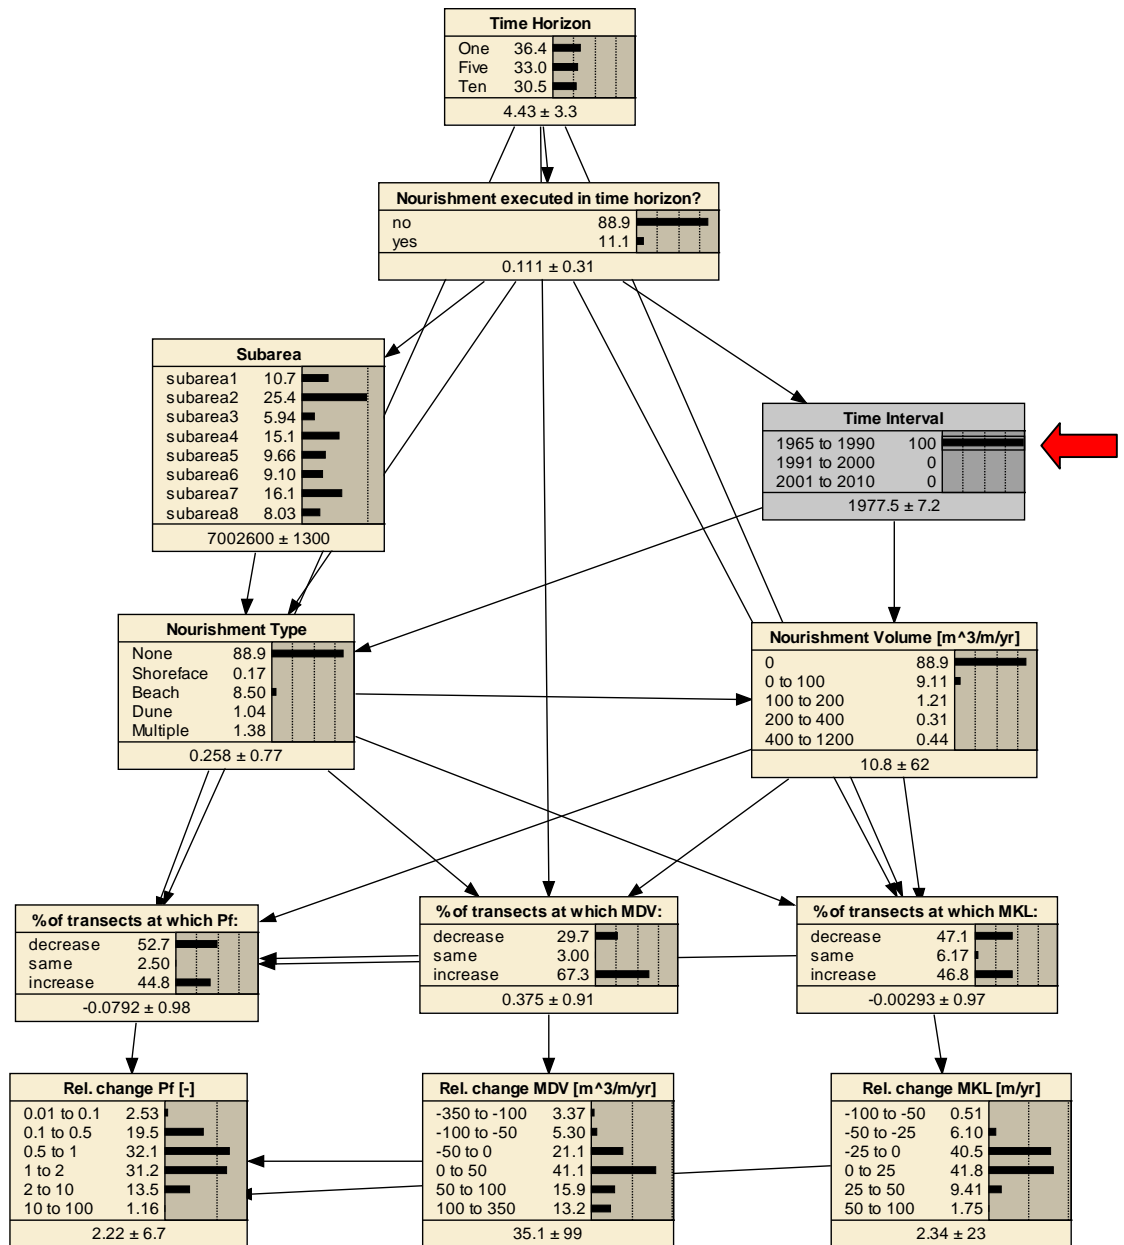 Time Horizon
One 36.4
Five 33.0
Ten 30.5
4.43 ± 3.3
Nourishment executed in time horizon?
no 88.9
yes 11.1
0.111 ± 0.31
Subarea
subarea1 10.7
subarea2 25.4
subarea3 5.94
subarea4 15.1
subarea5 9.66
subarea6 9.10
subarea7 16.1
subarea8 8.03
7002600 ± 1300
Time Interval
1965 to 1990 100
1991 to 2000 0
2001 to 2010 0
1977.5 ± 7.2
Nourishment Type
None 88.9
Shoreface 0.17
Beach 8.50
Dune 1.04
Multiple 1.38
0.258 ± 0.77
Nourishment Volume [m^3/m/yr]
0 88.9
0 to 100 9.11
100 to 200 1.21
200 to 400 0.31
400 to 1200 0.44
10.8 ± 62
%of transects at which Pf:
decrease 52.7
same 2.50
increase 44.8
-0.0792 ± 0.98
%of transects at which MDV:
decrease 29.7
same 3.00
increase 67.3
0.375 ± 0.91
%of transects at which MKL:
decrease 47.1
same 6.17
increase 46.8
-0.00293 ± 0.97
Rel. change Pf [-]
0.01 to 0.1 2.53
0.1 to 0.5 19.5
0.5 to 1 32.1
1 to 2 31.2
2 to 10 13.5
10 to 100 1.16
2.22 ± 6.7
Rel. change MDV [m^3/m/yr]
-350 to -100 3.37
-100 to -50 5.30
-50 to 0 21.1
0 to 50 41.1
50 to 100 15.9
100 to 350 13.2
35.1 ± 99
Rel. change MKL [m/yr]
-100 to -50 0.51
-50 to -25 6.10
-25 to 0 40.5
0 to 25 41.8
25 to 50 9.41
50 to 100 1.75
2.34 ± 23